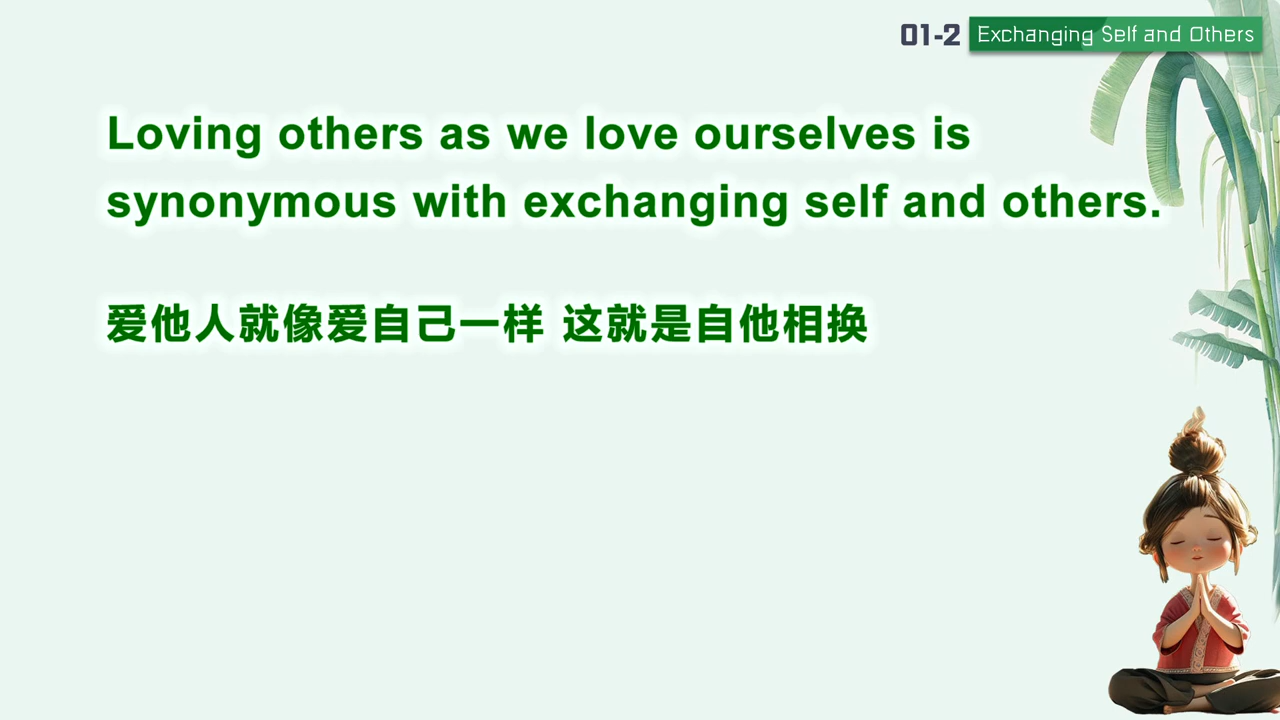 01-2 Exchanging Self and Others
Loving others as we love ourselves is
synonymous with exchanging self and others.
爱他人就像爱自己一样 这就是自他相换